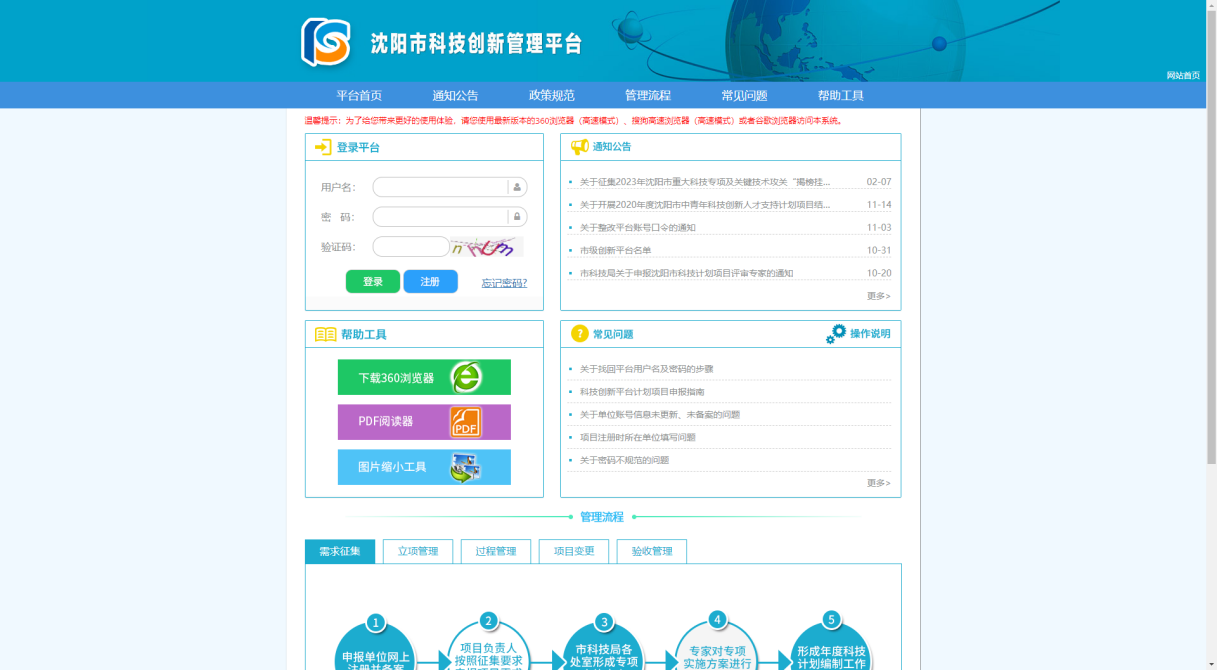 沈阳市科技创新管理平台
网站首页
平台首页 通知公告 政策规范 管理流程 常见问题 帮助工具
温馨提示：为了给您带来更好的使用体验，请您使用最新版本的360浏览器（高速模式）、搜狗高速浏览器（高速模式）或者谷歌浏览器访问本系统。
登录平台
用户名：
密 码：
验证码：
登录 注册 忘记密码?
通知公告
关于征集2023年沈阳市重大科技专项及关键技术攻关“揭榜挂... 02-07
关于开展2020年度沈阳市中青年科技创新人才支持计划项目结... 11-14
关于整改平台账号口令的通知 11-03
市级创新平台名单 10-31
市科技局关于申报沈阳市科技计划项目评审专家的通知 10-20
更多>
帮助工具
下载360浏览器
PDF阅读器
PDF
图片缩小工具
常见问题 操作说明
关于找回平台用户名及密码的步骤
科技创新平台计划项目申报指南
关于单位账号信息未更新、未备案的问题
项目注册时所在单位填写问题
关于密码不规范的问题
更多>
管理流程
需求征集 立项管理 过程管理 项目变更 验收管理
1 2 3 4 5
申报单位网上
项目负责人
按照征集要求
市科技局各
处室形成专项
专家对专项
实施方案进行
形成年度科技
计划编制工作